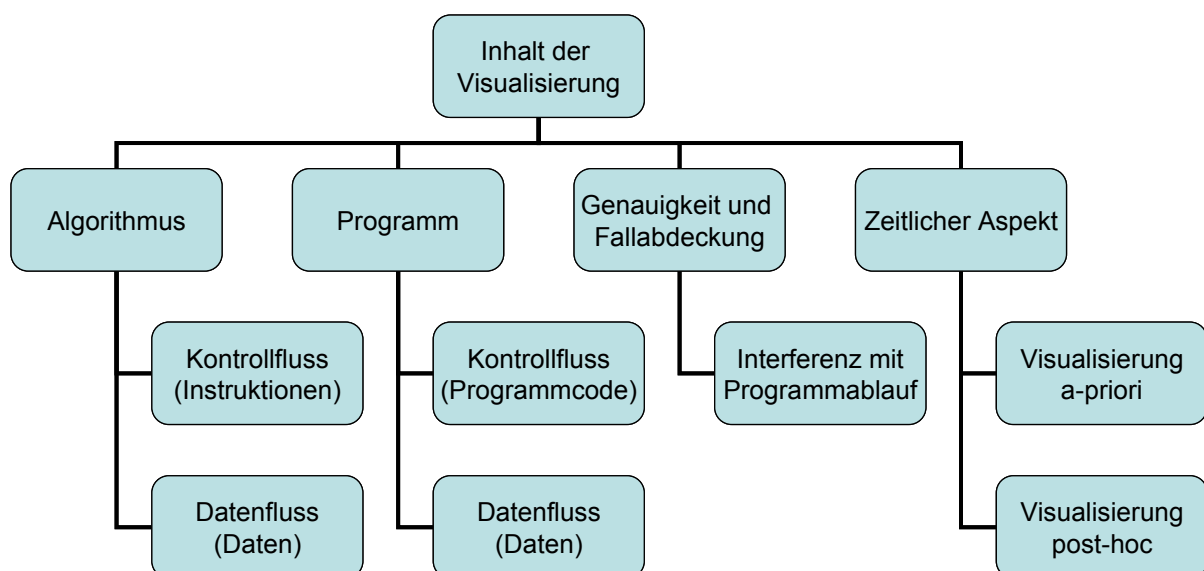 Inhalt der
Visualisierung
Algorithmus
Programm
Genauigkeit und
Fallabdeckung
Zeitlicher Aspekt
Kontrollfluss
(Instruktionen)
Kontrollfluss
(Programmcode)
Interferenz mit
Programmablauf
Visualisierung
a-priori
Datenfluss
(Daten)
Datenfluss
(Daten)
Visualisierung
post-hoc